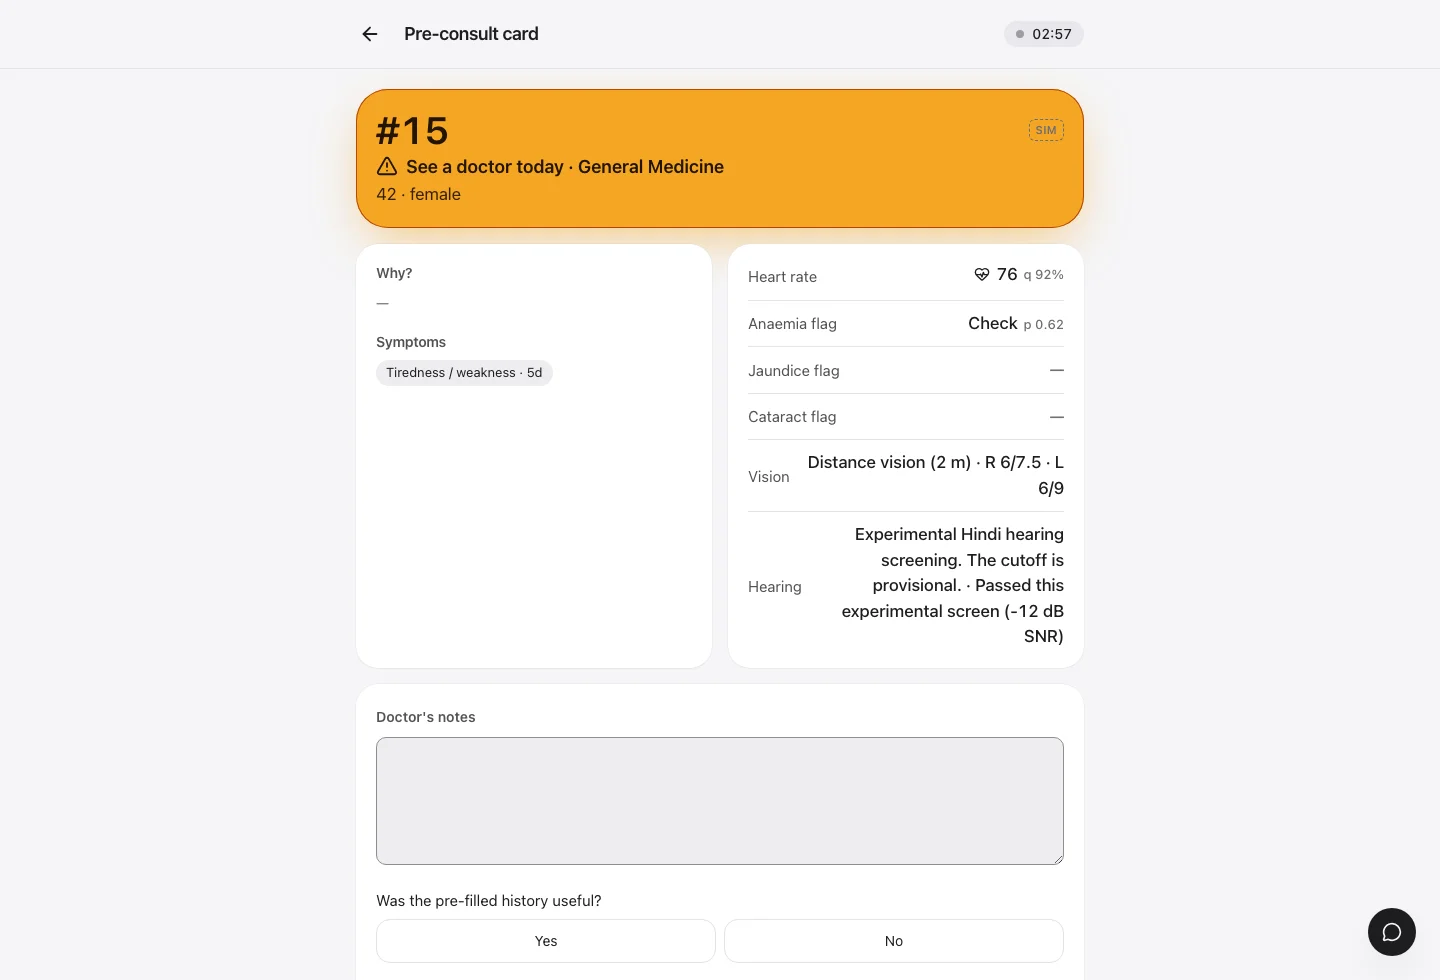 Pre-consult card
02:57
#15
SIM
See a doctor today · General Medicine
42 · female
Why?
—
Symptoms
Tiredness / weakness · 5d
Heart rate
76 q 92%
Anaemia flag
Check p 0.62
Jaundice flag
—
Cataract flag
—
Vision
Distance vision (2 m) · R 6/7.5 · L
6/9
Hearing
Experimental Hindi hearing
screening. The cutoff is
provisional. · Passed this
experimental screen (-12 dB
SNR)
Doctor's notes
Was the pre-filled history useful?
Yes
No